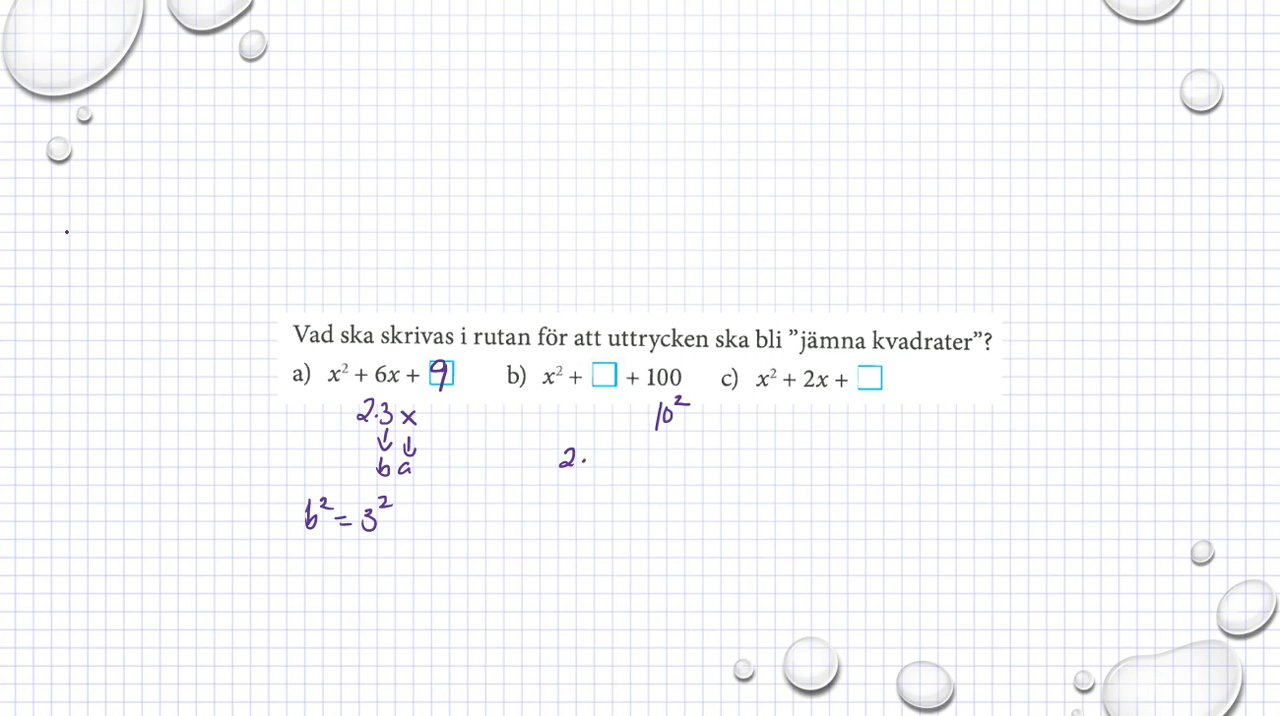 Vad ska skrivas i rutan för att uttrycken ska bli ”jämna kvadrater”?
a) x² + 6x + 9 b) x² + □ + 100 c) x² + 2x + □
2·3 x 10²
↓ ↓
b a 2·
b² = 3²